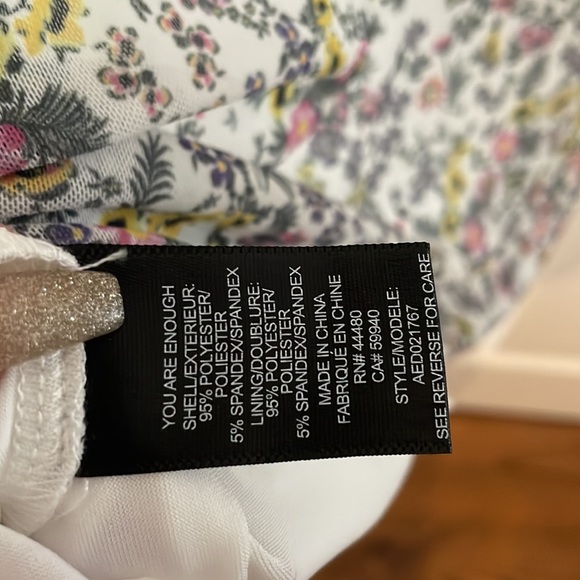 YOU ARE ENOUGH
SHELL/EXTERIEUR:
95% POLYESTER/
POLIESTER
5% SPANDEX/SPANDEX
LINING/DOUBLURE:
95% POLYESTER/
POLIESTER
5% SPANDEX/SPANDEX
MADE IN CHINA
FABRIQUÉ EN CHINE
RN# 44480
CA# 59940
STYLE/MODELE:
AED021767
SEE REVERSE FOR CARE